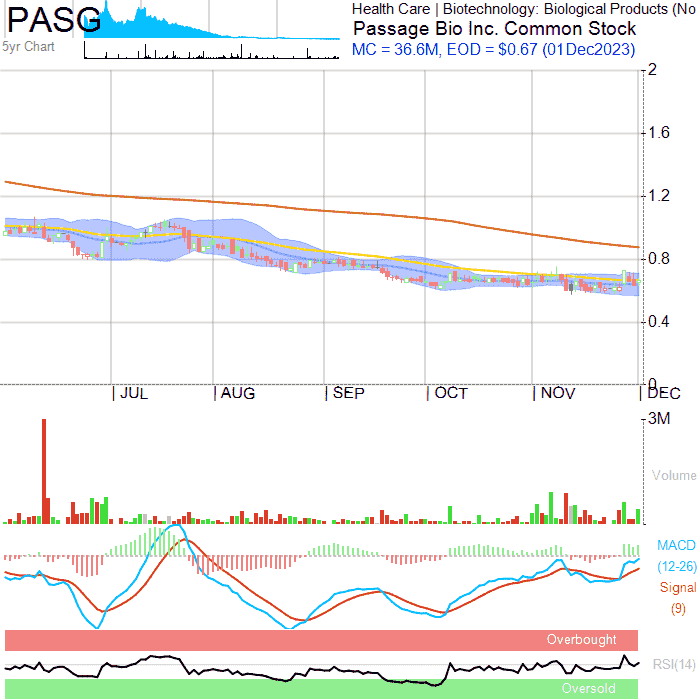 PASG
5yr Chart
Health Care | Biotechnology: Biological Products (No
Passage Bio Inc. Common Stock
MC = 36.6M, EOD = $0.67 (01Dec2023)
2
1.6
1.2
0.8
0.4
0
JUL AUG SEP OCT NOV DEC
3M
Volume
MACD
(12-26)
Signal
(9)
Overbought
RSI(14)
Oversold